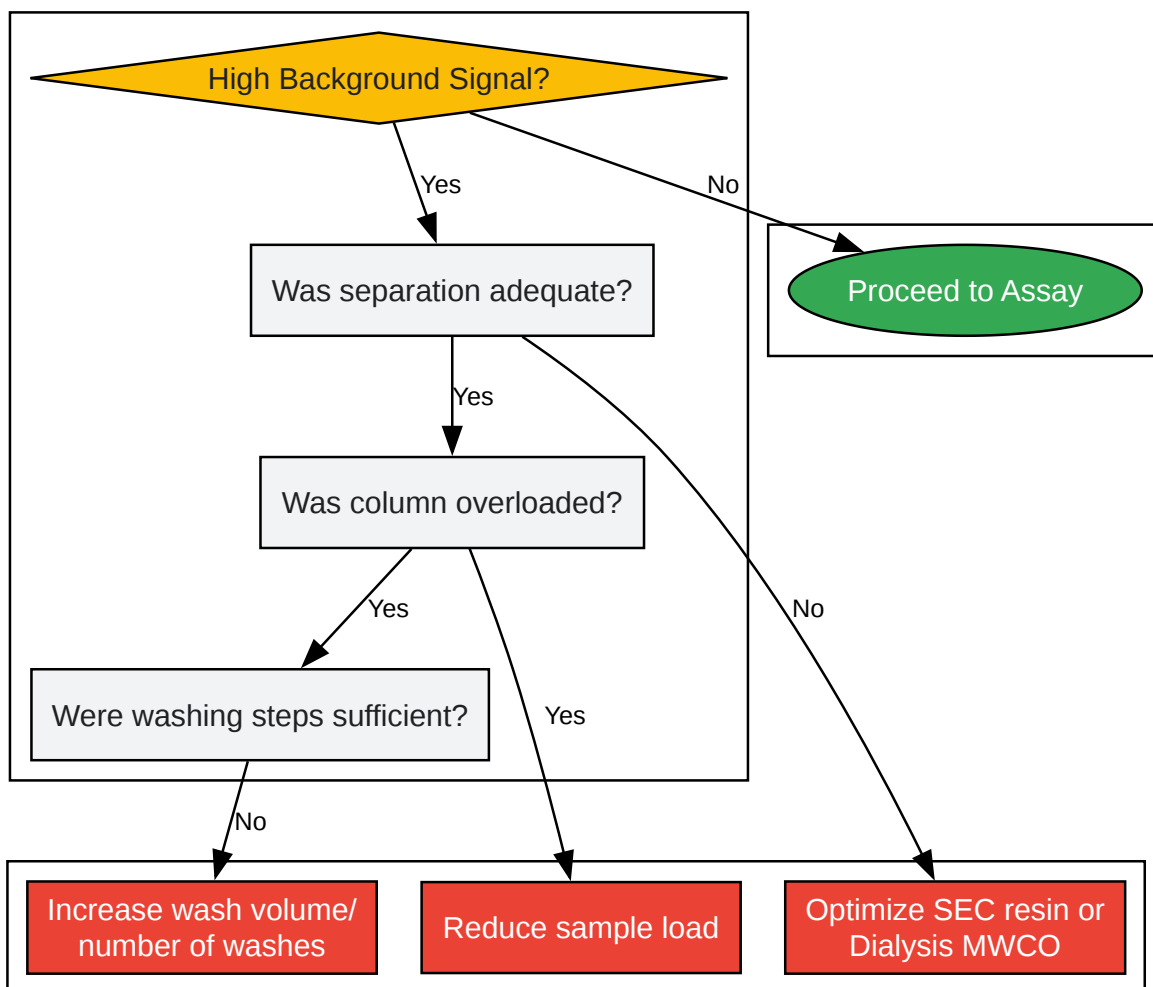 High Background Signal?
Yes
No
Was separation adequate?
Proceed to Assay
Yes
Was column overloaded?
Yes
No
Were washing steps sufficient?
Yes
No
Increase wash volume/
number of washes
Reduce sample load
Optimize SEC resin or
Dialysis MWCO